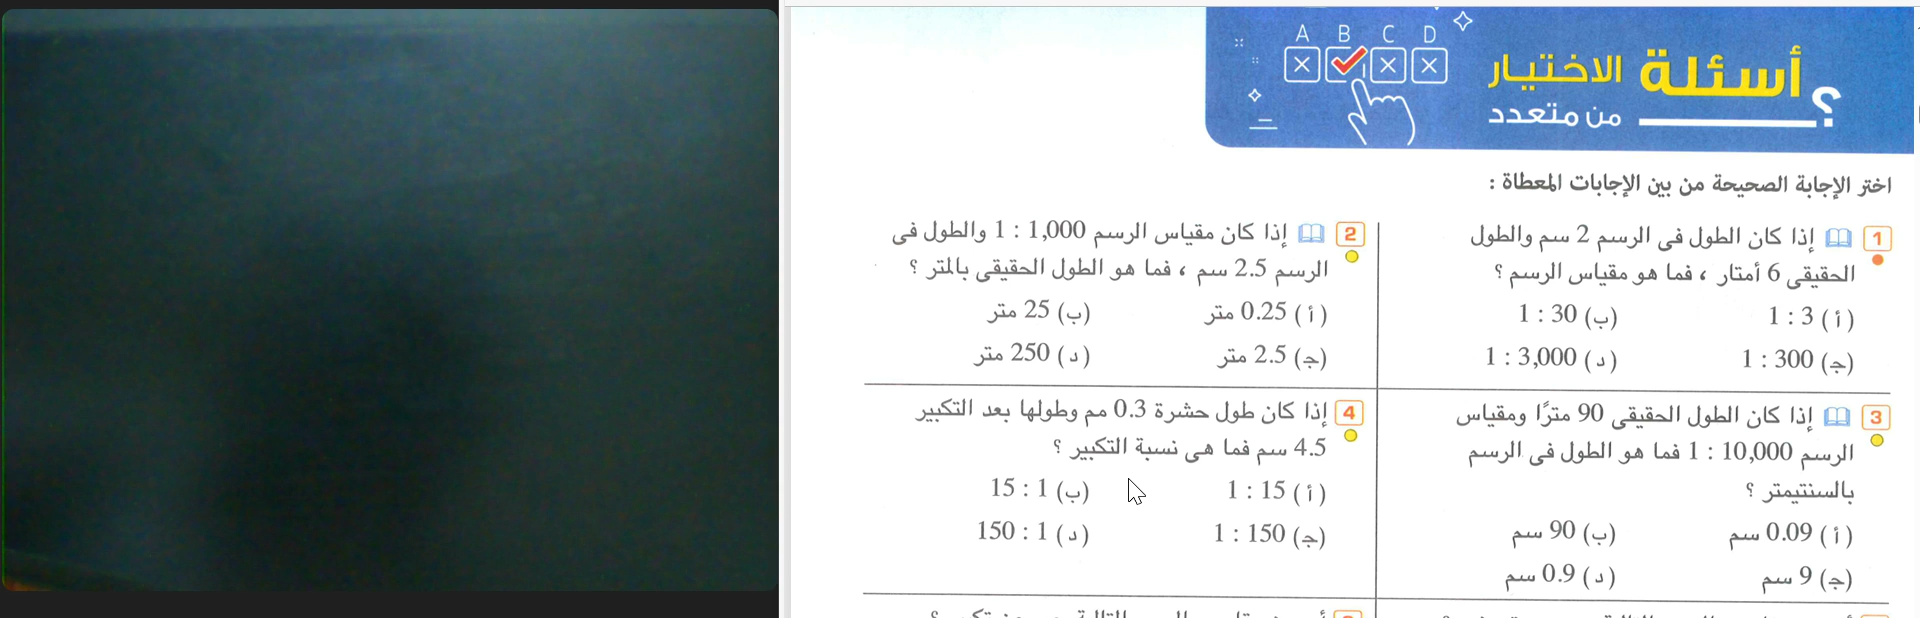 A B C D
أسئلة الاختيار
من متعدد ؟
اختر الإجابة الصحيحة من بين الإجابات المعطاة :
1 إذا كان الطول فى الرسم 2 سم والطول
الحقيقى 6 أمتار ، فما هو مقياس الرسم ؟
(أ) 3 : 1 (ب) 30 : 1
(ج) 300 : 1 (د) 3,000 : 1
2 إذا كان مقياس الرسم 1,000 : 1 والطول فى
الرسم 2.5 سم ، فما هو الطول الحقيقى بالمتر ؟
(أ) 0.25 متر (ب) 25 متر
(ج) 2.5 متر (د) 250 متر
3 إذا كان الطول الحقيقى 90 مترًا ومقياس
الرسم 10,000 : 1 فما هو الطول فى الرسم
بالسنتيمتر ؟
(أ) 0.09 سم (ب) 90 سم
(ج) 9 سم (د) 0.9 سم
4 إذا كان طول حشرة 0.3 مم وطولها بعد التكبير
4.5 سم فما هى نسبة التكبير ؟
(أ) 15 : 1 (ب) 1 : 15
(ج) 150 : 1 (د) 1 : 150